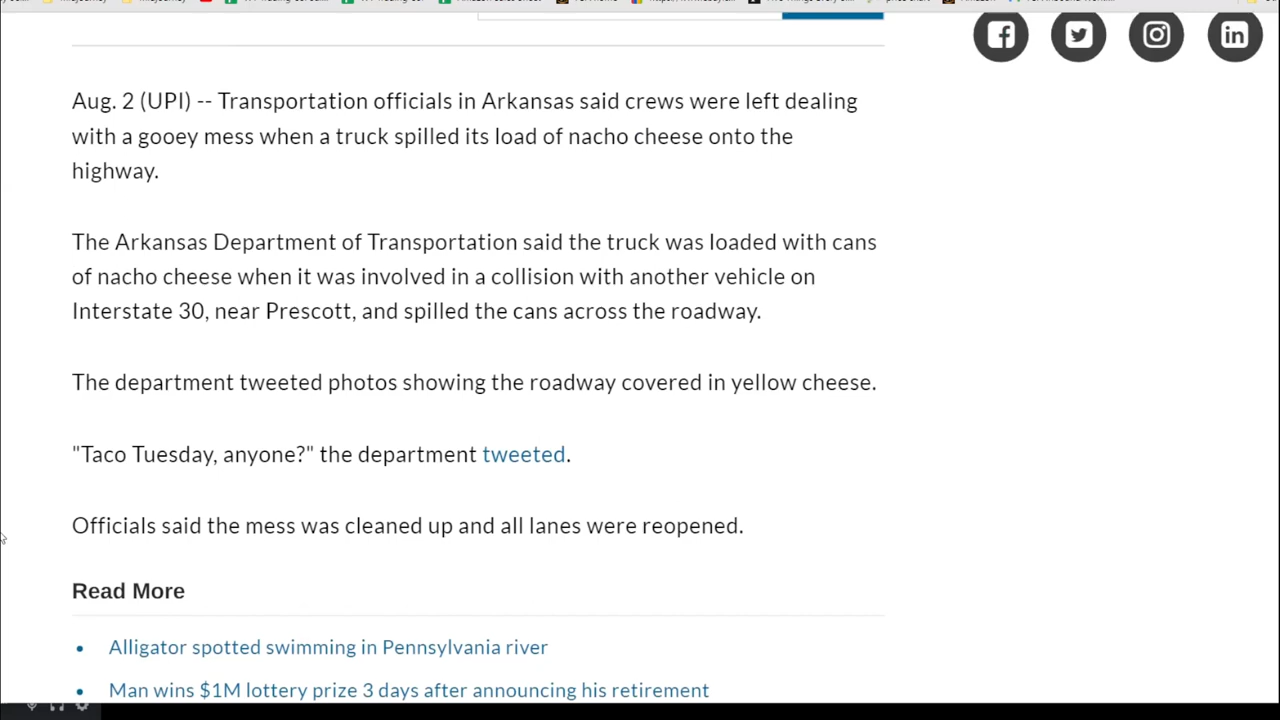 Aug. 2 (UPI) -- Transportation officials in Arkansas said crews were left dealing
with a gooey mess when a truck spilled its load of nacho cheese onto the
highway.
The Arkansas Department of Transportation said the truck was loaded with cans
of nacho cheese when it was involved in a collision with another vehicle on
Interstate 30, near Prescott, and spilled the cans across the roadway.
The department tweeted photos showing the roadway covered in yellow cheese.
"Taco Tuesday, anyone?" the department tweeted.
Officials said the mess was cleaned up and all lanes were reopened.
Read More
• Alligator spotted swimming in Pennsylvania river
• Man wins $1M lottery prize 3 days after announcing his retirement